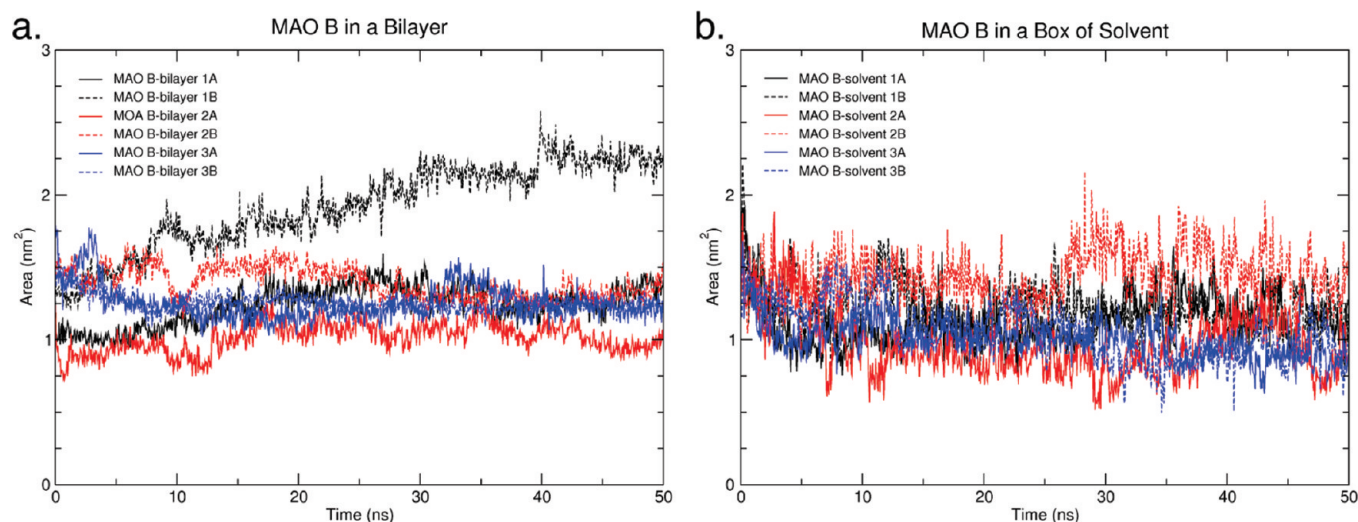 a.
MAO B in a Bilayer
3
2
1
0
Area (nm²)
MAO B-bilayer 1A
MAO B-bilayer 1B
MOA B-bilayer 2A
MAO B-bilayer 2B
MAO B-bilayer 3A
MAO B-bilayer 3B
0 10 20 30 40 50
Time (ns)
b.
MAO B in a Box of Solvent
3
2
1
0
Area (nm²)
MAO B-solvent 1A
MAO B-solvent 1B
MAO B-solvent 2A
MAO B-solvent 2B
MAO B-solvent 3A
MAO B-solvent 3B
0 10 20 30 40 50
Time (ns)